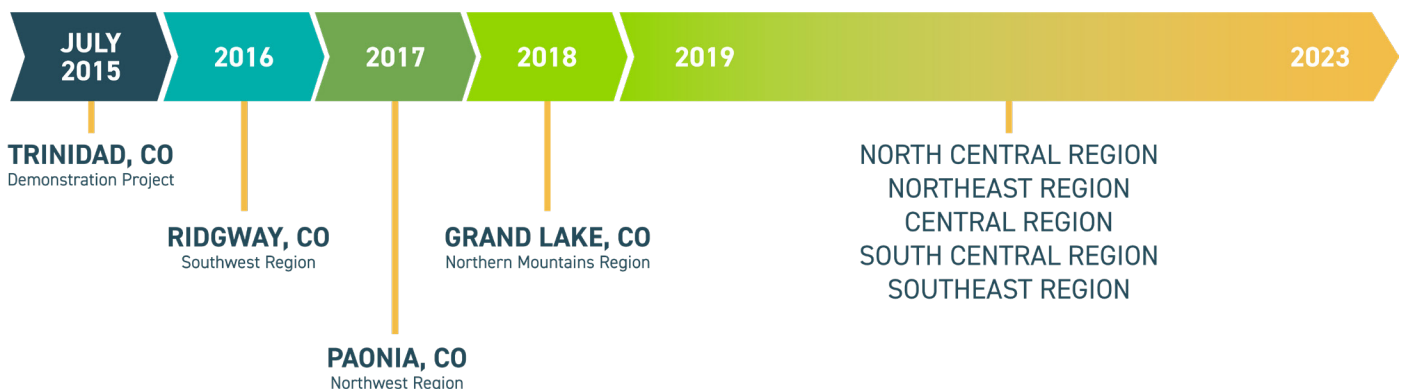 JULY
2015
2016
2017
2018
2019
2023
TRINIDAD, CO
Demonstration Project
RIDGWAY, CO
Southwest Region
PAONIA, CO
Northwest Region
GRAND LAKE, CO
Northern Mountains Region
NORTH CENTRAL REGION
NORTHEAST REGION
CENTRAL REGION
SOUTH CENTRAL REGION
SOUTHEAST REGION